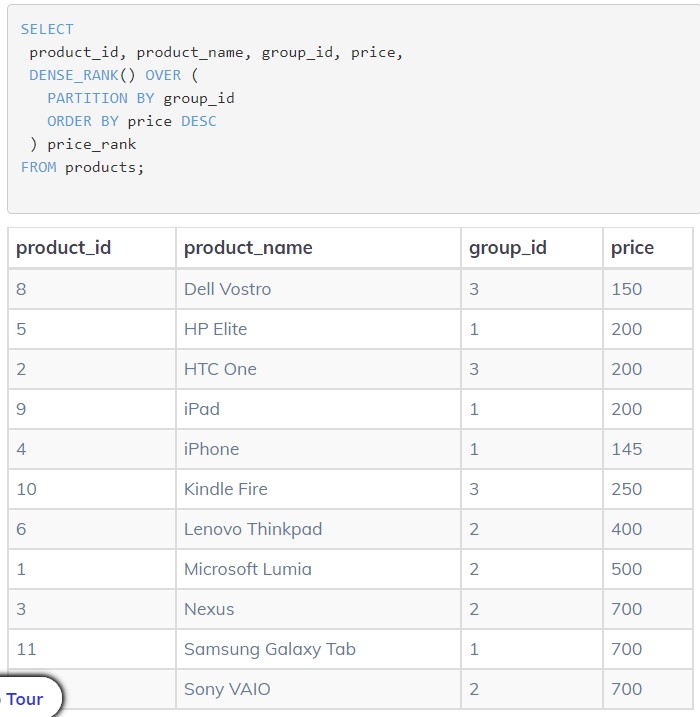 SELECT
product_id, product_name, group_id, price,
DENSE_RANK() OVER (
PARTITION BY group_id
ORDER BY price DESC
) price_rank
FROM products;
product_id product_name group_id price
8 Dell Vostro 3 150
5 HP Elite 1 200
2 HTC One 3 200
9 iPad 1 200
4 iPhone 1 145
10 Kindle Fire 3 250
6 Lenovo Thinkpad 2 400
1 Microsoft Lumia 2 500
3 Nexus 2 700
11 Samsung Galaxy Tab 1 700
Sony VAIO 2 700
Tour